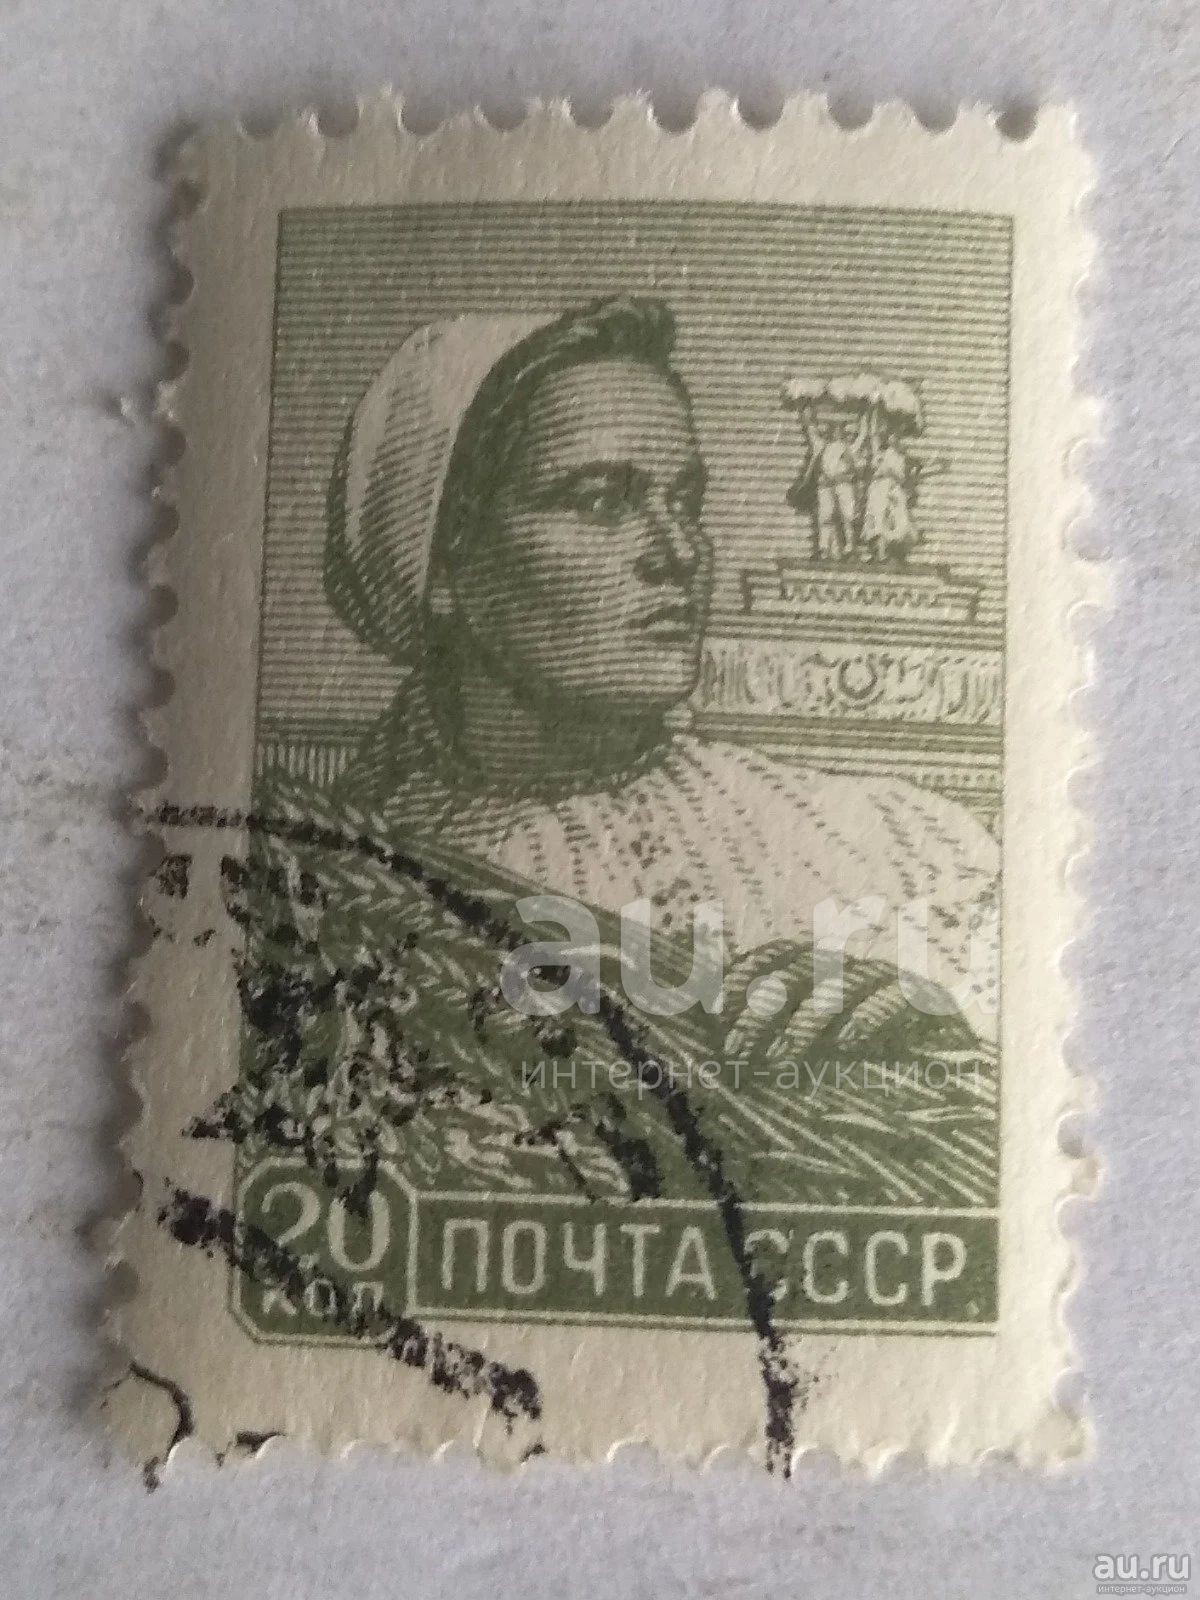 au.ru
интернет-аукцион
20
коп
ПОЧТА СССР
au.ru
интернет-аукцион